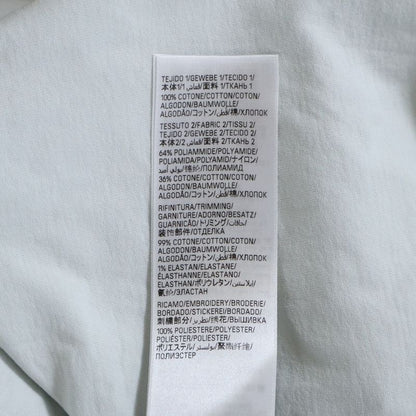 TEJIDO 1/GEWEBE 1/TECIDO 1/
本体1/1 قماش/面料 1/ТКАНЬ 1
100% COTONE/COTTON/COTON/
ALGODÓN/BAUMWOLLE/
ALGODÃO/コットン/قطن/棉/ХЛОПОК
TESSUTO 2/FABRIC 2/TISSU 2/
TEJIDO 2/GEWEBE 2/TECIDO 2/
本体2/2 قماش/面料 2/ТКАНЬ 2
64% POLIAMMIDE/POLYAMIDE/
POLIAMIDA/POLYAMID/ナイロン/
بولي أميد/锦纶/ПОЛИАМИД
36% COTONE/COTTON/COTON/
ALGODÓN/BAUMWOLLE/
ALGODÃO/コットン/قطن/棉/ХЛОПОК
RIFINITURA/TRIMMING/
GARNITURE/ADORNO/BESATZ/
GUARNIÇÃO/トリミング/حافات/
装饰部件/ОТДЕЛКА
99% COTONE/COTTON/COTON/
ALGODÓN/BAUMWOLLE/
ALGODÃO/コットン/قطن/棉/ХЛОПОК
1% ELASTAN/ELASTANE/
ELASTHANNE/ELASTANO/
ELASTHAN/ポリウレタン/إيلاستين/
氨纶/ЭЛАСТАН
RICAMO/EMBROIDERY/BRODERIE/
BORDADO/STICKEREI/BORDADO/
刺繍部分/تطريز/绣花/ВЫШИВКА
100% POLIESTERE/POLYESTER/
POLIÉSTER/POLYESTER/
ポリエステル/بوليستر/聚酯纤维/
ПОЛИЭСТЕР